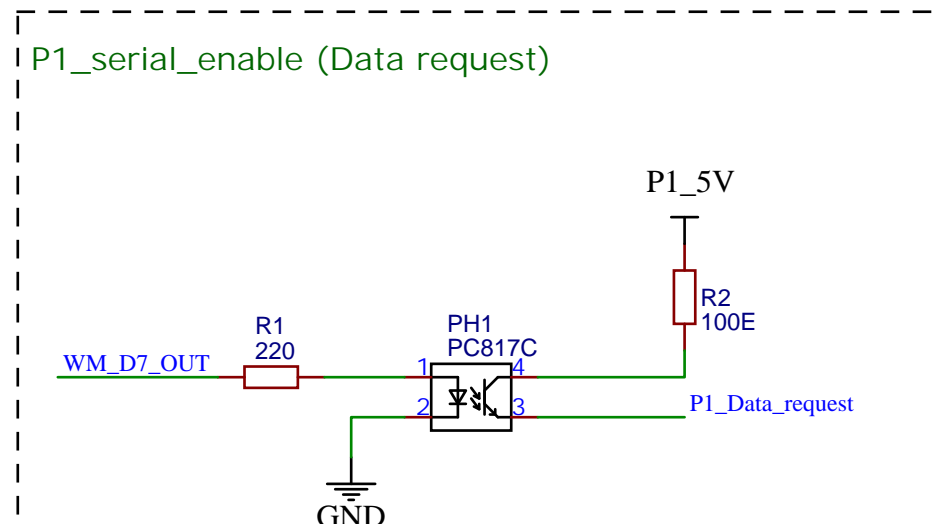 P1_serial_enable (Data request)
P1_5V
R2
100E
R1
220
PH1
PC817C
WM_D7_OUT
1
4
2
3
P1_Data_request
GND